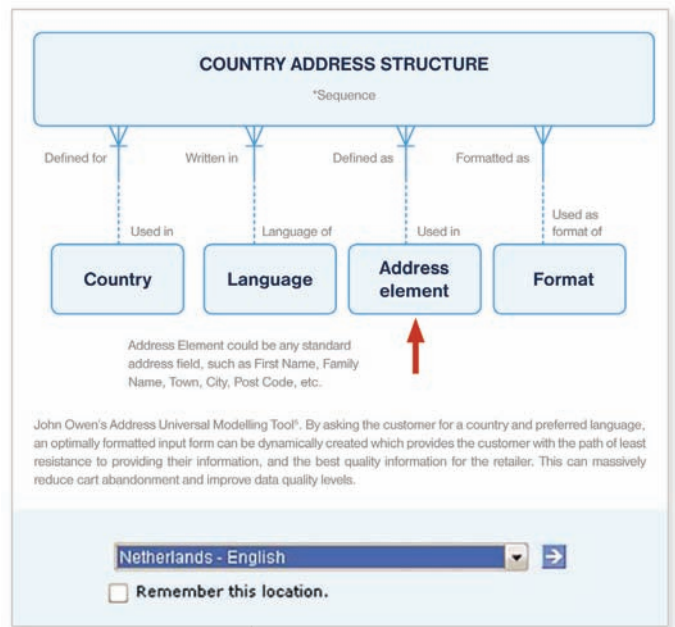 COUNTRY ADDRESS STRUCTURE
*Sequence
Defined for
Written in
Defined as
Formatted as
Used in
Language of
Used in
Used as
format of
Country
Language
Address
element
Format
Address Element could be any standard
address field, such as First Name, Family
Name, Town, City, Post Code, etc.
John Owen's Address Universal Modelling Tool⁵. By asking the customer for a country and preferred language,
an optimally formatted input form can be dynamically created which provides the customer with the path of least
resistance to providing their information, and the best quality information for the retailer. This can massively
reduce cart abandonment and improve data quality levels.
Netherlands - English
Remember this location.